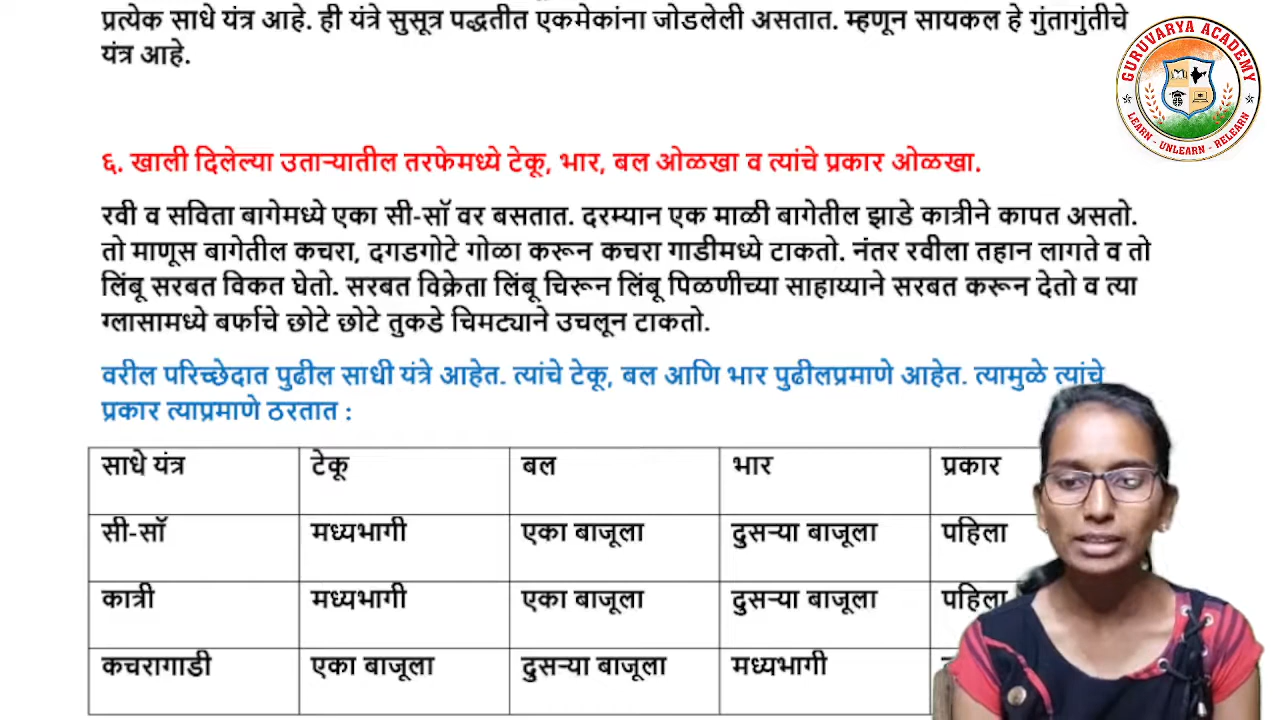 प्रत्येक साधे यंत्र आहे. ही यंत्रे सुसूत्र पद्धतीत एकमेकांना जोडलेली असतात. म्हणून सायकल हे गुंतागुंतीचे
यंत्र आहे.
GURUVARYA ACADEMY
LEARN - UNLEARN - RELEARN
६. खाली दिलेल्या उताऱ्यातील तरफेमध्ये टेकू, भार, बल ओळखा व त्यांचे प्रकार ओळखा.
रवी व सविता बागेमध्ये एका सी-सॉ वर बसतात. दरम्यान एक माळी बागेतील झाडे कात्रीने कापत असतो.
तो माणूस बागेतील कचरा, दगडगोटे गोळा करून कचरा गाडीमध्ये टाकतो. नंतर रवीला तहान लागते व तो
लिंबू सरबत विकत घेतो. सरबत विक्रेता लिंबू चिरून लिंबू पिळणीच्या साहाय्याने सरबत करून देतो व त्या
ग्लासामध्ये बर्फाचे छोटे छोटे तुकडे चिमट्याने उचलून टाकतो.
वरील परिच्छेदात पुढील साधी यंत्रे आहेत. त्यांचे टेकू, बल आणि भार पुढीलप्रमाणे आहेत. त्यामुळे त्यांचे
प्रकार त्याप्रमाणे ठरतात :
साधे यंत्र टेकू बल भार प्रकार
सी-सॉ मध्यभागी एका बाजूला दुसऱ्या बाजूला पहिला
कात्री मध्यभागी एका बाजूला दुसऱ्या बाजूला पहिला
कचरागाडी एका बाजूला दुसऱ्या बाजूला मध्यभागी